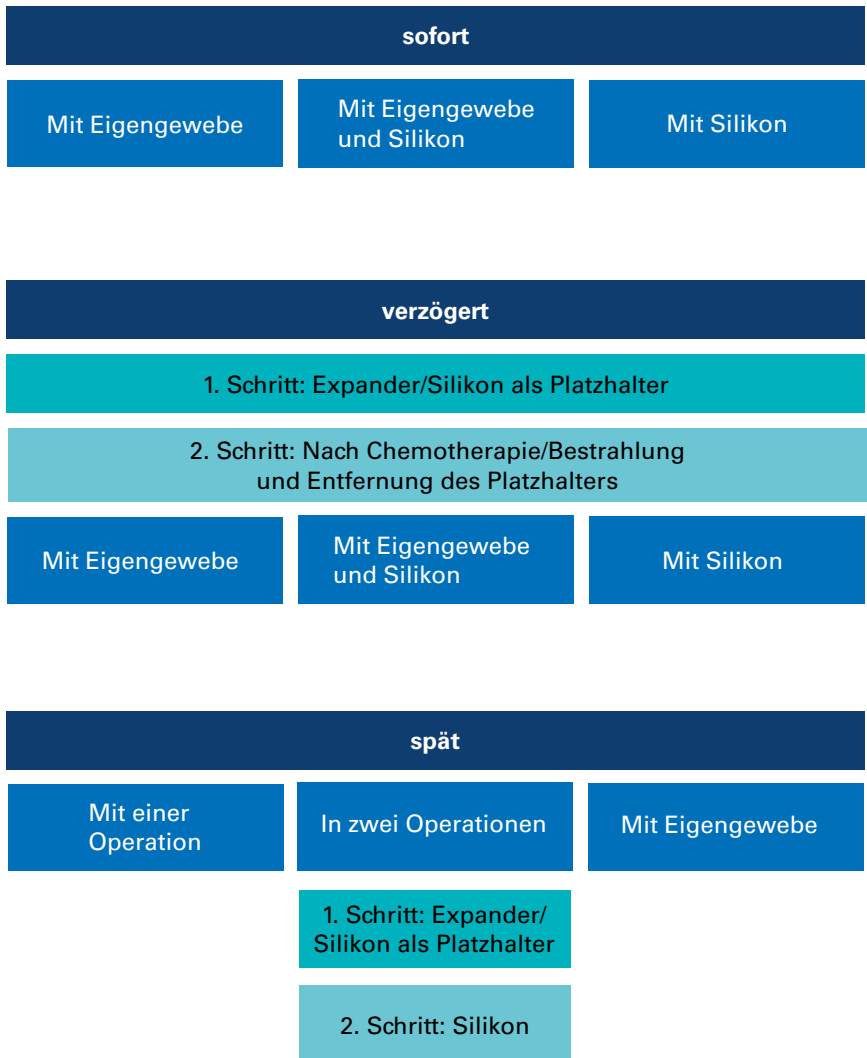 sofort
Mit Eigengewebe
Mit Eigengewebe
und Silikon
Mit Silikon
verzögert
1. Schritt: Expander/Silikon als Platzhalter
2. Schritt: Nach Chemotherapie/Bestrahlung
und Entfernung des Platzhalters
Mit Eigengewebe
Mit Eigengewebe
und Silikon
Mit Silikon
spät
Mit einer
Operation
In zwei Operationen
Mit Eigengewebe
1. Schritt: Expander/
Silikon als Platzhalter
2. Schritt: Silikon